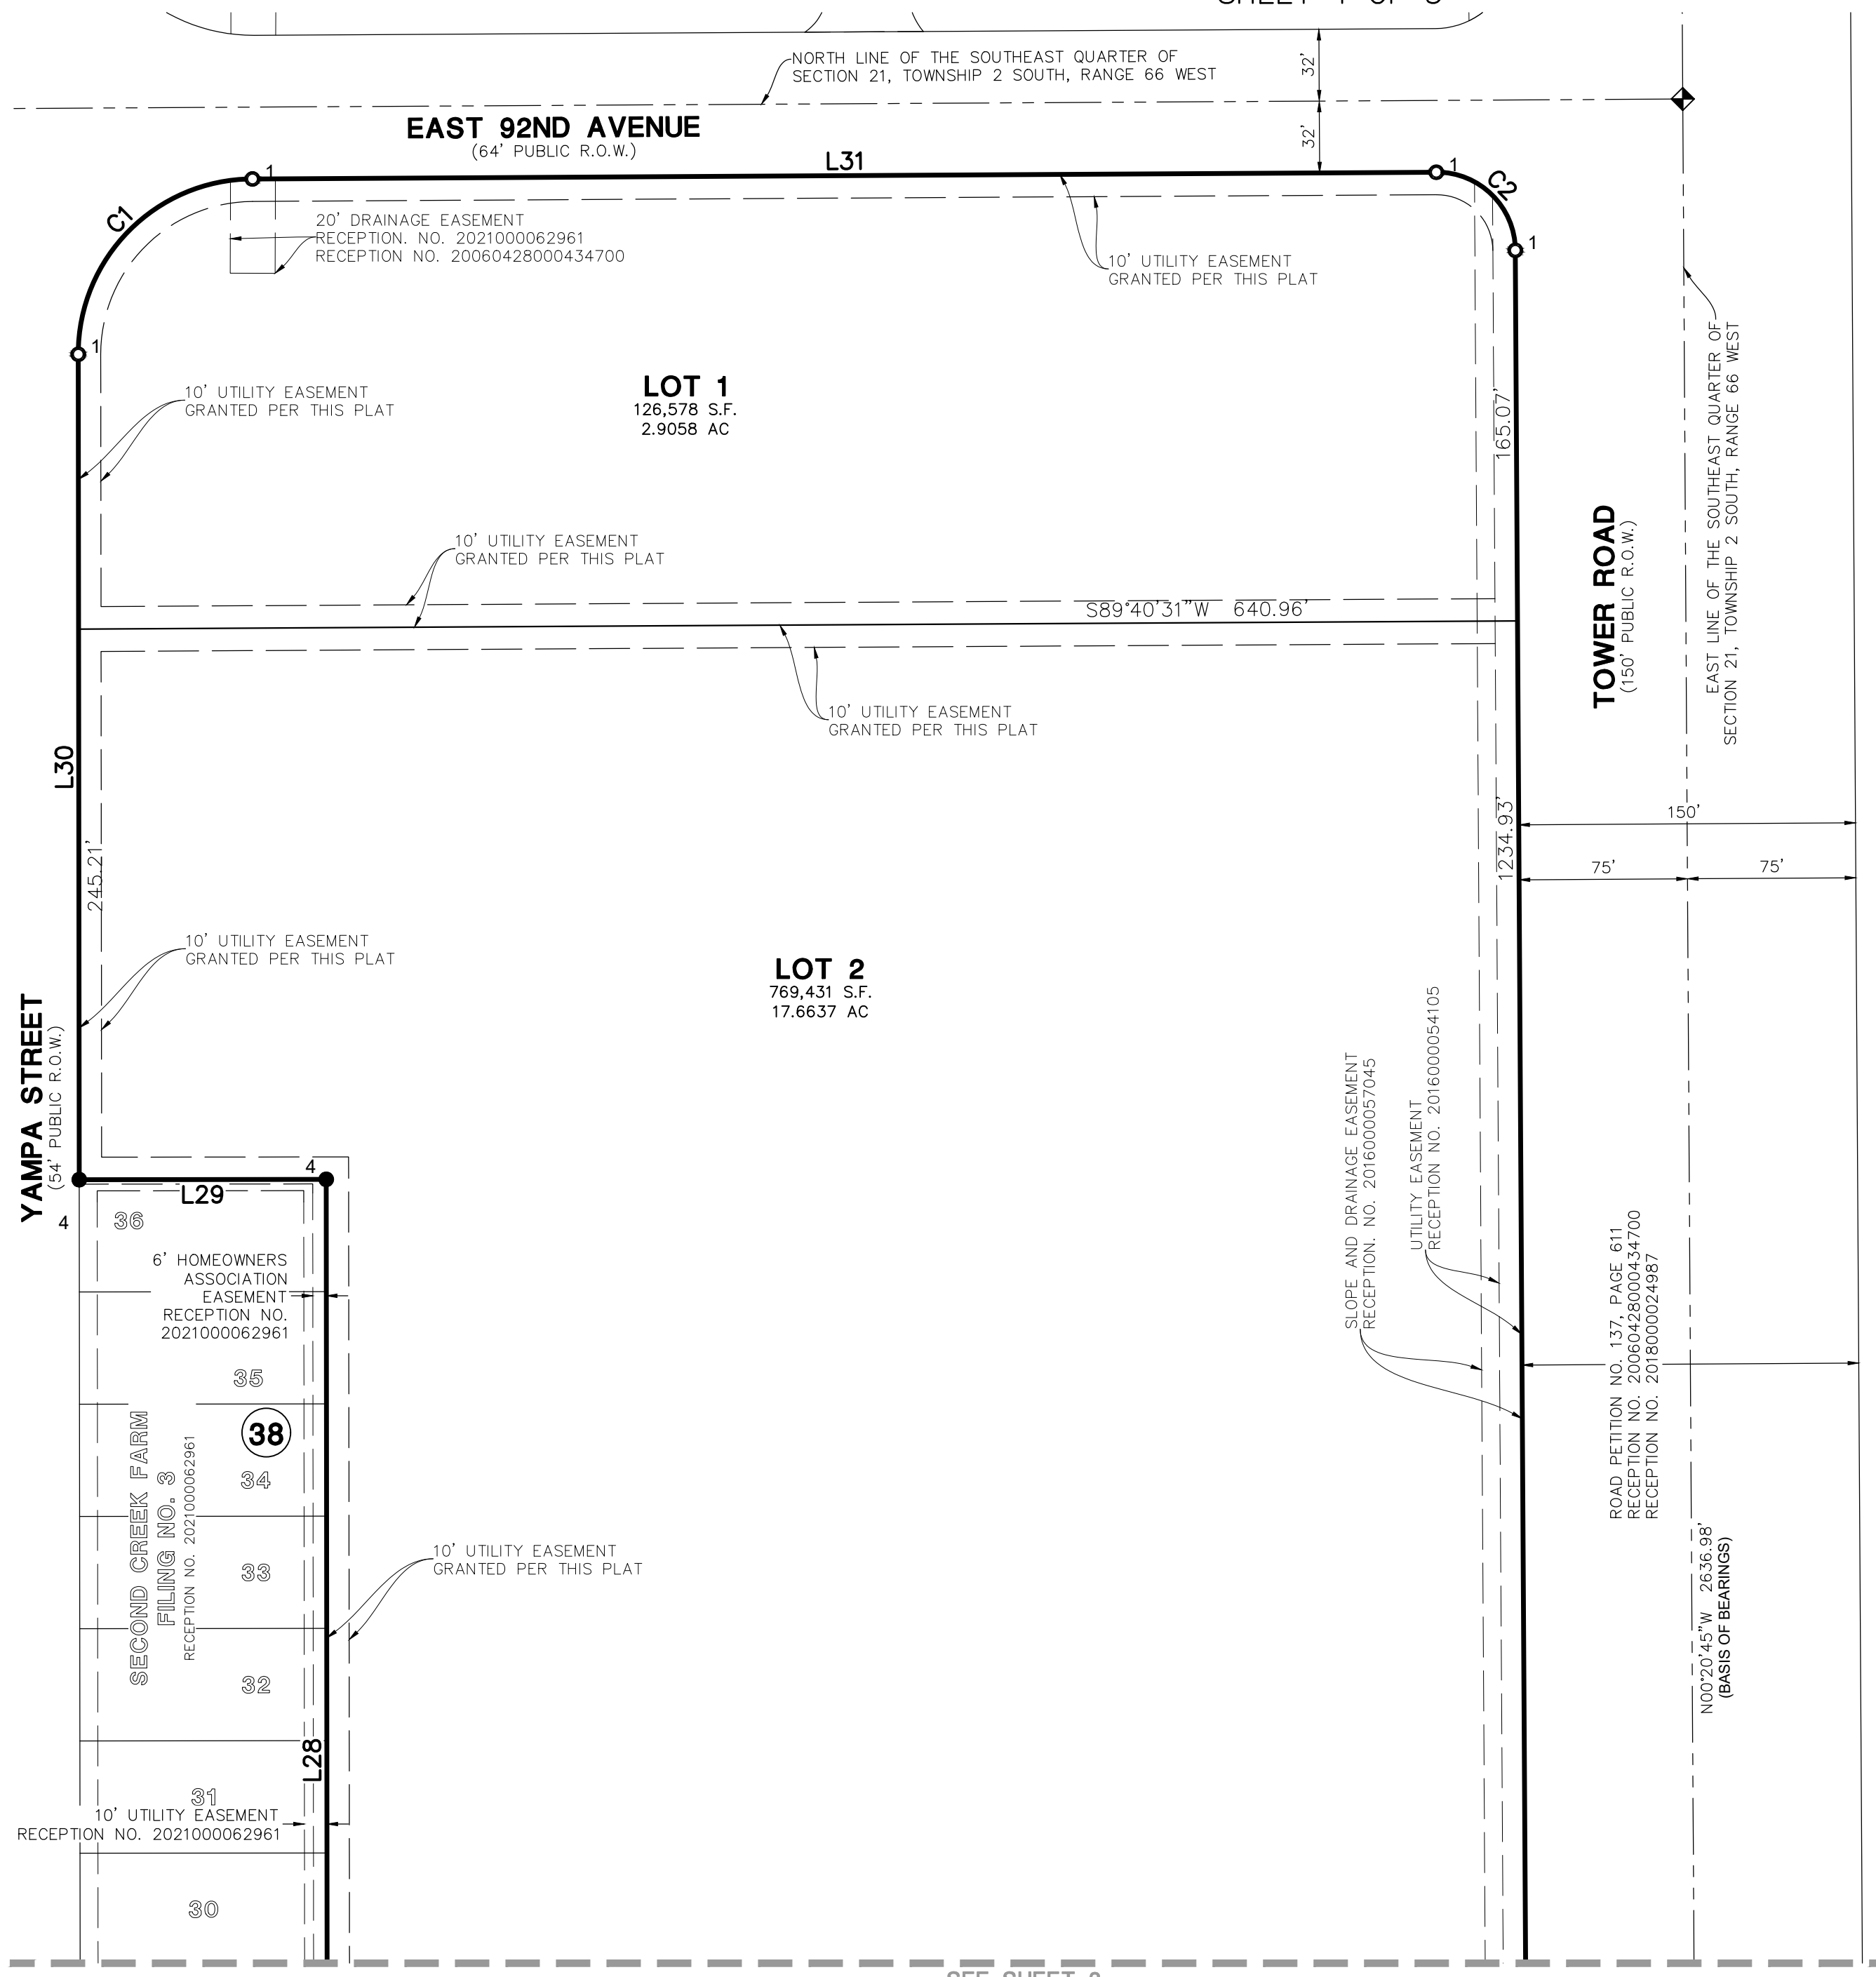 NORTH LINE OF THE SOUTHEAST QUARTER OF
SECTION 21, TOWNSHIP 2 SOUTH, RANGE 66 WEST
32'
32'
EAST 92ND AVENUE
(64' PUBLIC R.O.W.)
L31
1
1
C2
1
C1
1
20' DRAINAGE EASEMENT
RECEPTION. NO. 2021000062961
RECEPTION NO. 20060428000434700
10' UTILITY EASEMENT
GRANTED PER THIS PLAT
10' UTILITY EASEMENT
GRANTED PER THIS PLAT
LOT 1
126,578 S.F.
2.9058 AC
165.07'
EAST LINE OF THE SOUTHEAST QUARTER OF
SECTION 21, TOWNSHIP 2 SOUTH, RANGE 66 WEST
TOWER ROAD
(150' PUBLIC R.O.W.)
10' UTILITY EASEMENT
GRANTED PER THIS PLAT
S89°40'31"W 640.96'
10' UTILITY EASEMENT
GRANTED PER THIS PLAT
L30
245.21'
1234.93'
150'
75'
75'
10' UTILITY EASEMENT
GRANTED PER THIS PLAT
LOT 2
769,431 S.F.
17.6637 AC
YAMPA STREET
(54' PUBLIC R.O.W.)
SLOPE AND DRAINAGE EASEMENT
RECEPTION. NO. 2016000057045
UTILITY EASEMENT
RECEPTION NO. 2016000054105
4
L29
4
36
6' HOMEOWNERS
ASSOCIATION
EASEMENT
RECEPTION NO.
2021000062961
ROAD PETITION NO. 137, PAGE 611
RECEPTION NO. 20060428000434700
RECEPTION NO. 2018000024987
35
38
34
SECOND CREEK FARM
FILING NO. 3
RECEPTION NO. 2021000062961
33
10' UTILITY EASEMENT
GRANTED PER THIS PLAT
32
N00°20'45"W 2636.98'
(BASIS OF BEARINGS)
L28
31
10' UTILITY EASEMENT
RECEPTION NO. 2021000062961
30